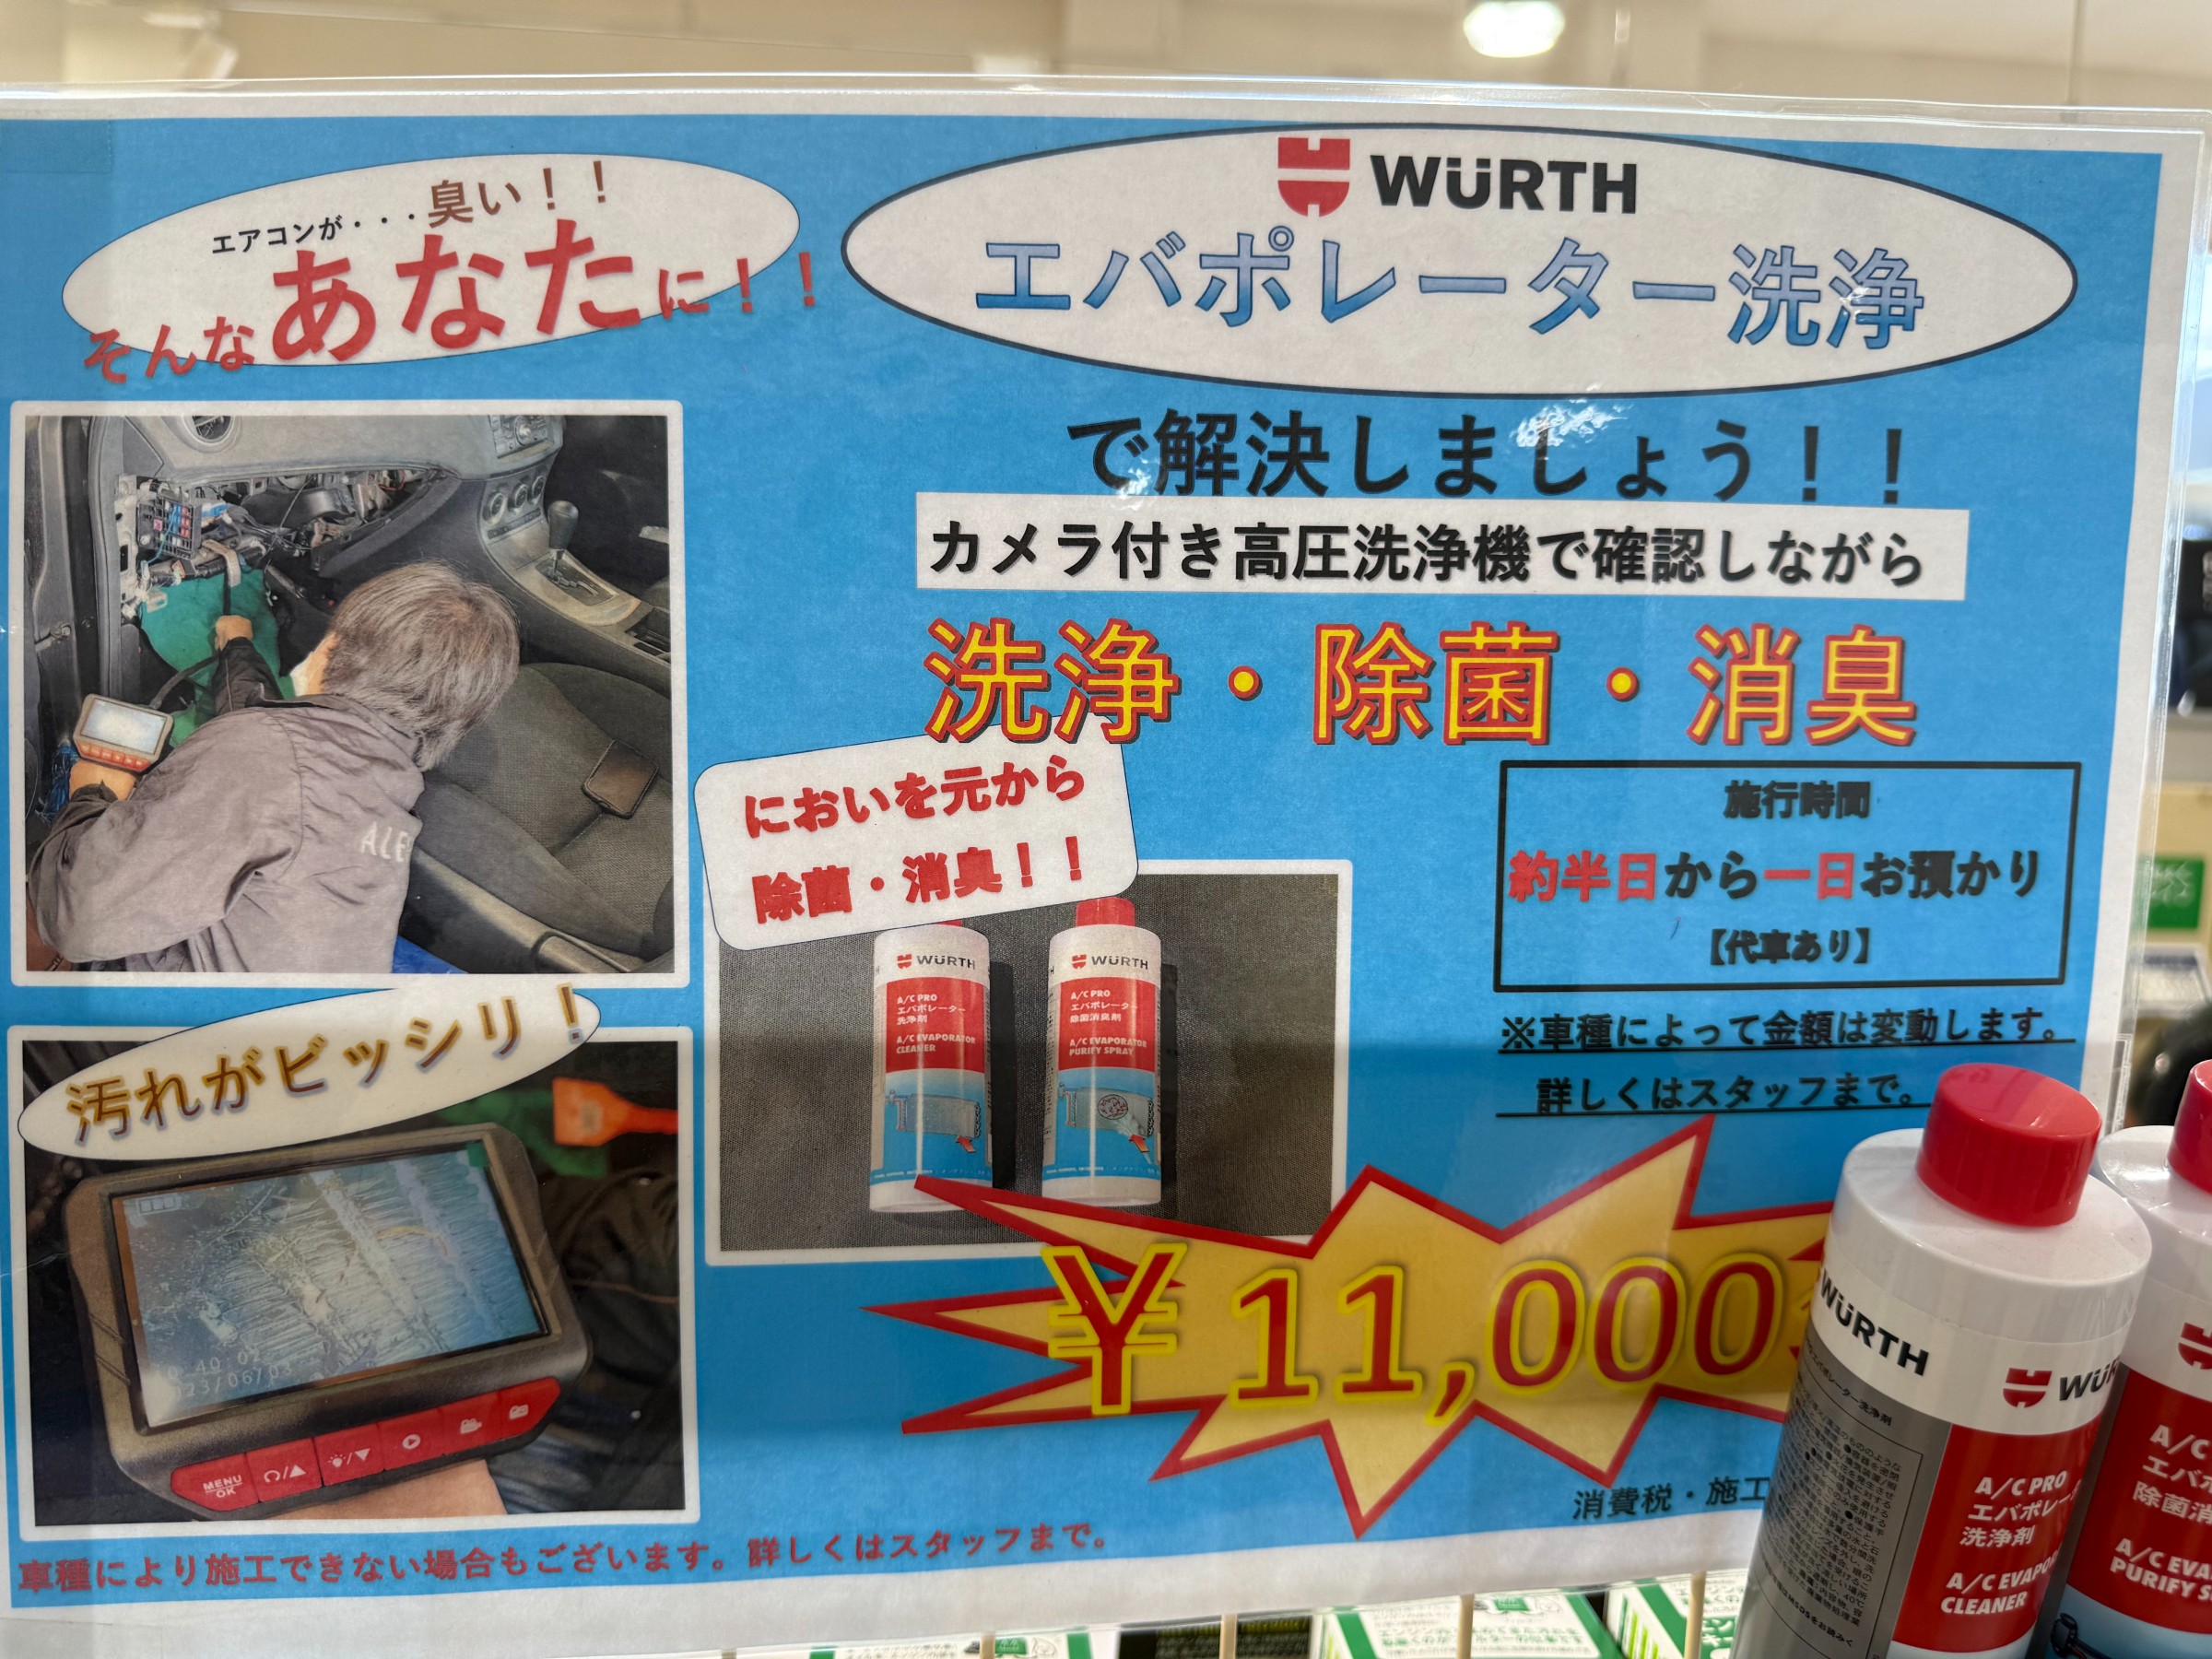 エアコンが・・・臭い！！
そんなあなたに！！
WÜRTH
エバポレーター洗浄
で解決しましょう！！
カメラ付き高圧洗浄機で確認しながら
洗浄・除菌・消臭
においを元から
除菌・消臭！！
施行時間
約半日から一日お預かり
【代車あり】
※車種によって金額は変動します。
詳しくはスタッフまで。
ALE
汚れがビッシリ！
WÜRTH
A/C PRO
エバポレーター
洗浄剤
A/C EVAPORATOR
CLEANER
WÜRTH
A/C PRO
エバポレーター
除菌消臭剤
A/C EVAPORATOR
PURIFY SPRAY
¥11,000
消費税・施工
MENU
OK
車種により施工できない場合もございます。詳しくはスタッフまで。
WÜRTH
エバポレーター洗浄剤
WÜ
A/C PRO
エバポレー
洗浄剤
A/C EVAPO
CLEANER
A/C
エバ
除菌消
A/C EVA
PURIFY S